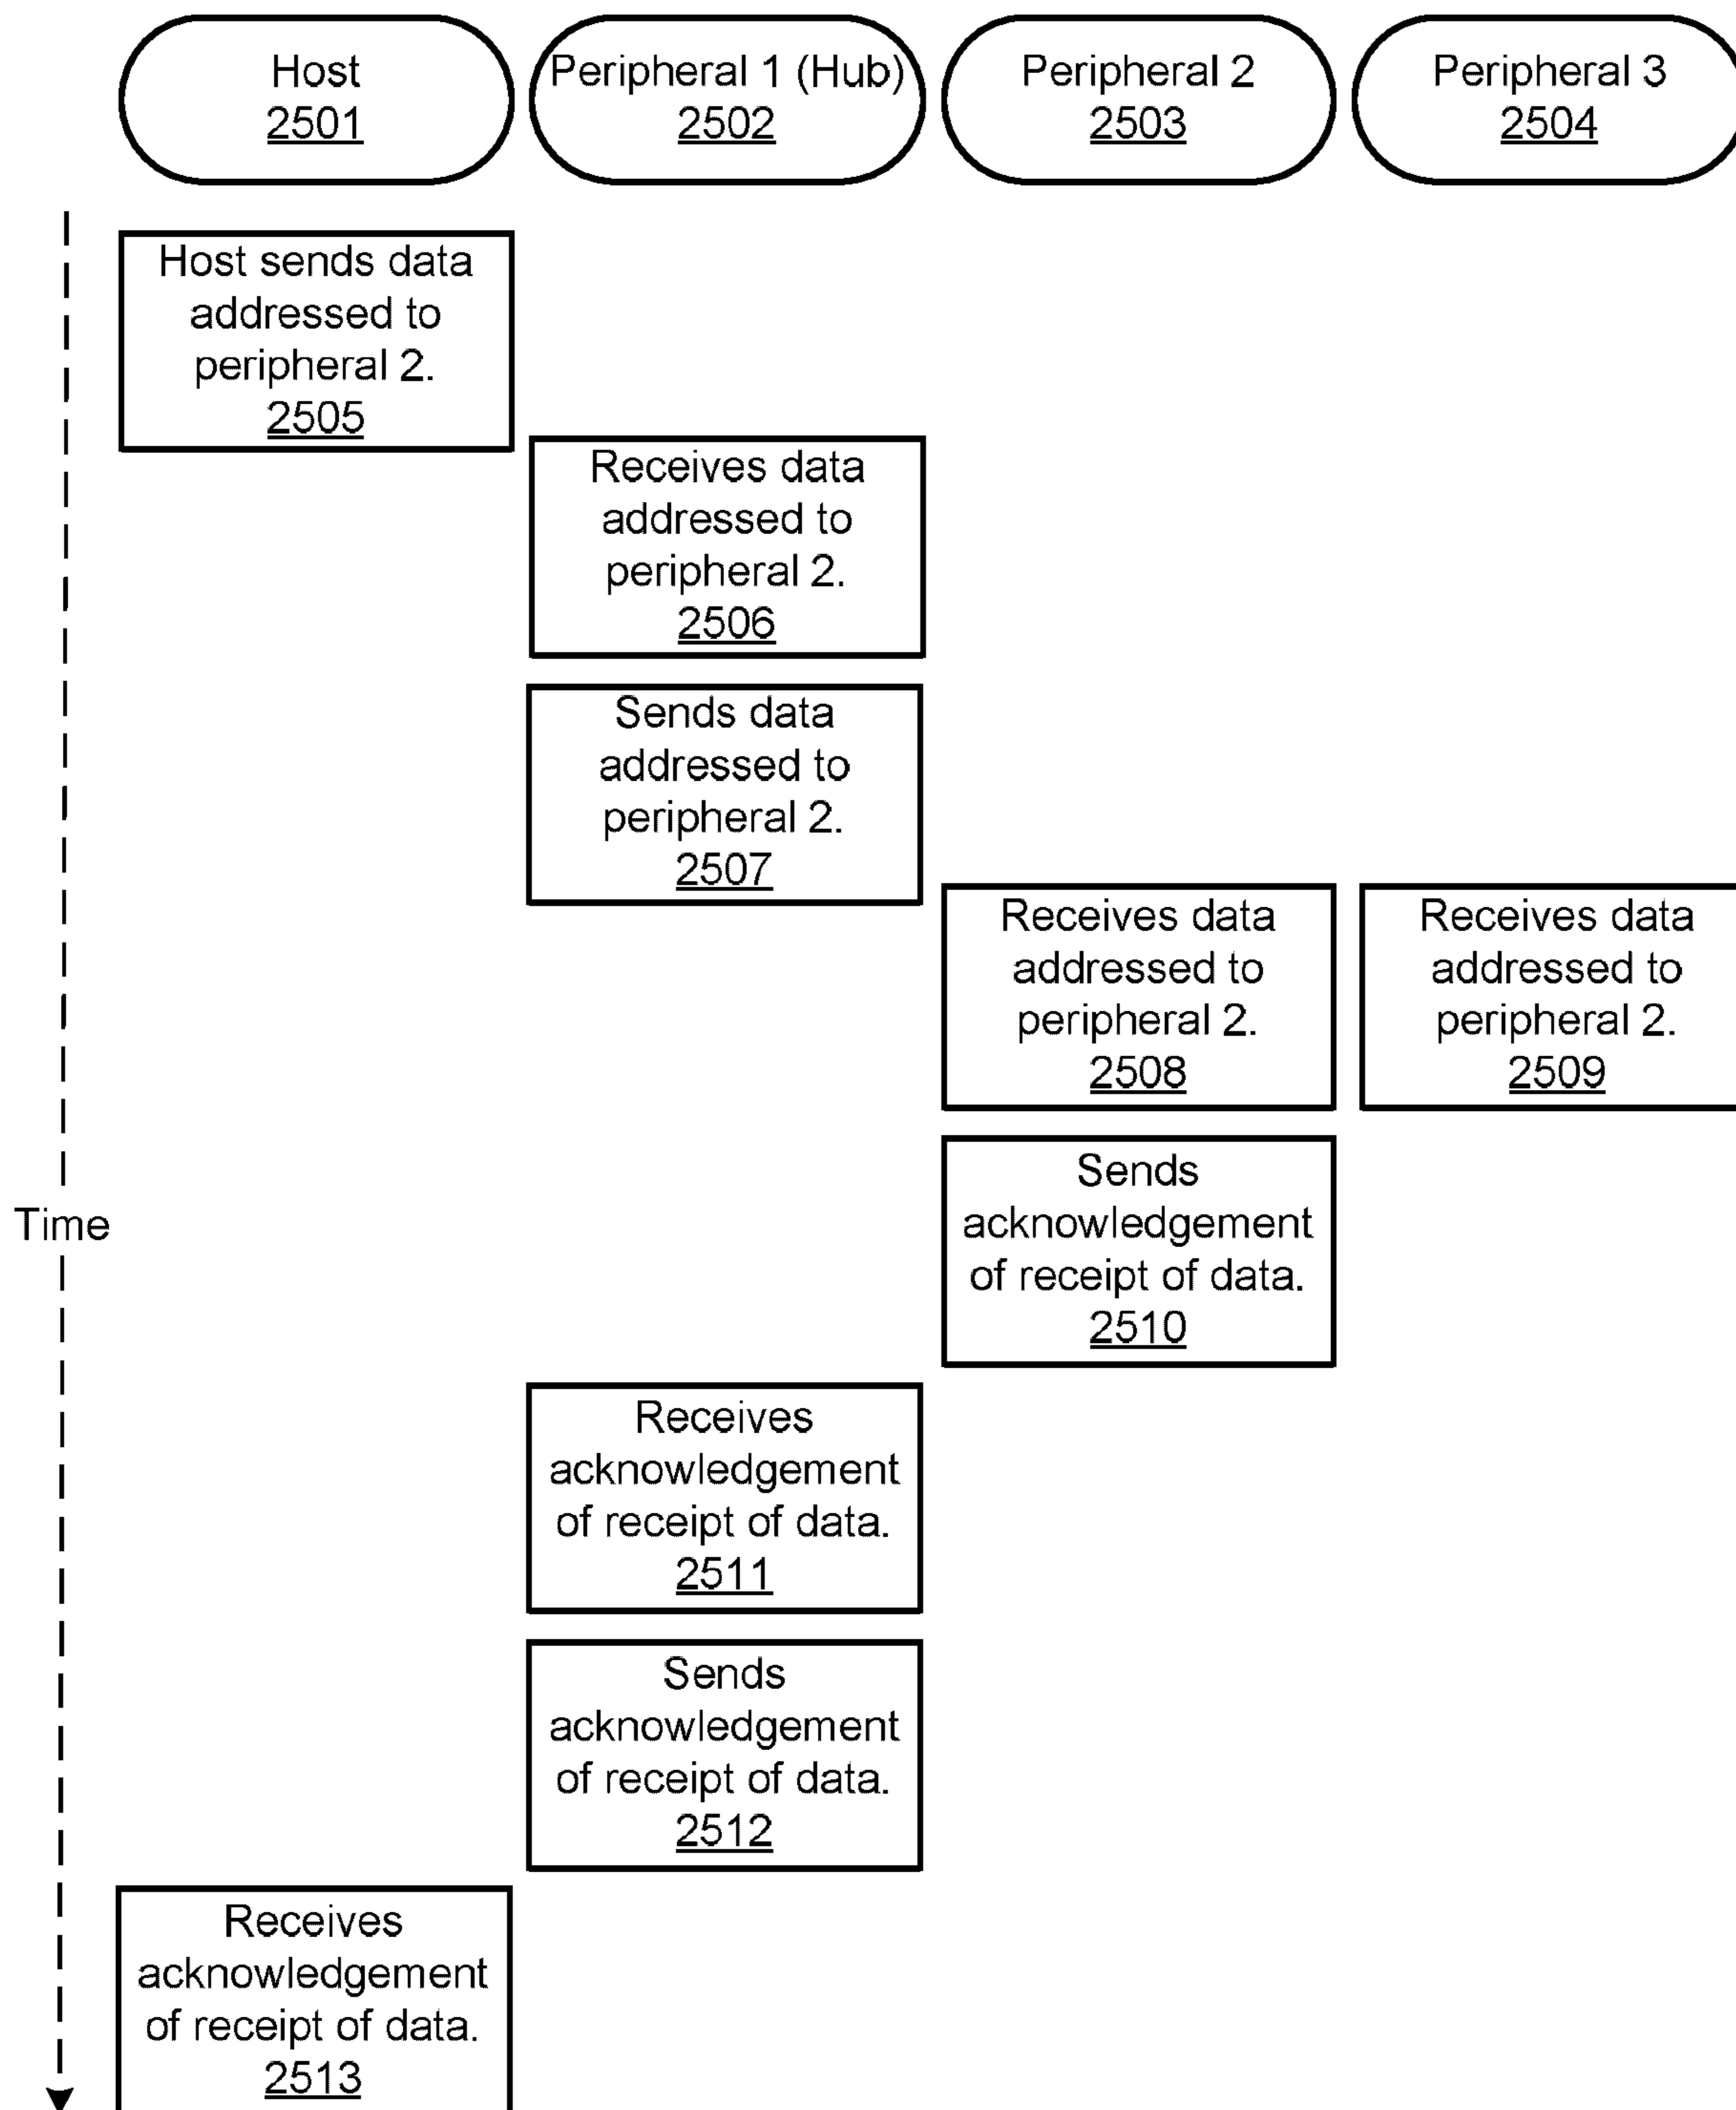 Host
2501
Peripheral 1 (Hub)
2502
Peripheral 2
2503
Peripheral 3
2504
Host sends data
addressed to
peripheral 2.
2505
Receives data
addressed to
peripheral 2.
2506
Sends data
addressed to
peripheral 2.
2507
Receives data
addressed to
peripheral 2.
2508
Receives data
addressed to
peripheral 2.
2509
Time
Sends
acknowledgement
of receipt of data.
2510
Receives
acknowledgement
of receipt of data.
2511
Sends
acknowledgement
of receipt of data.
2512
Receives
acknowledgement
of receipt of data.
2513